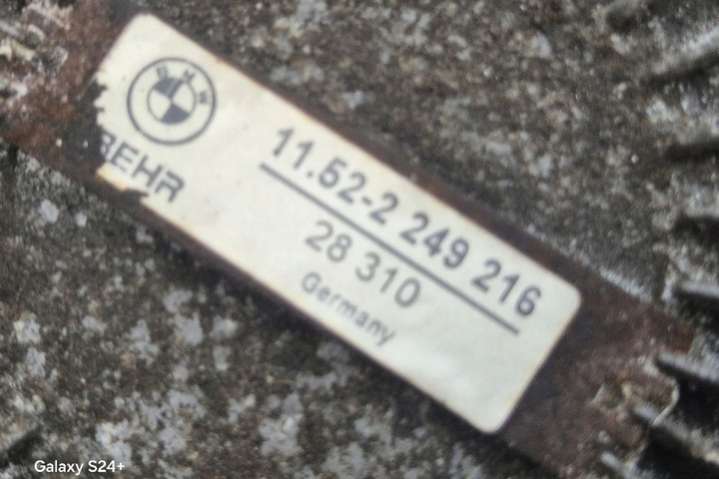 BMW
BEHR
11.52-2 249 216
28 310
Germany
Galaxy S24+